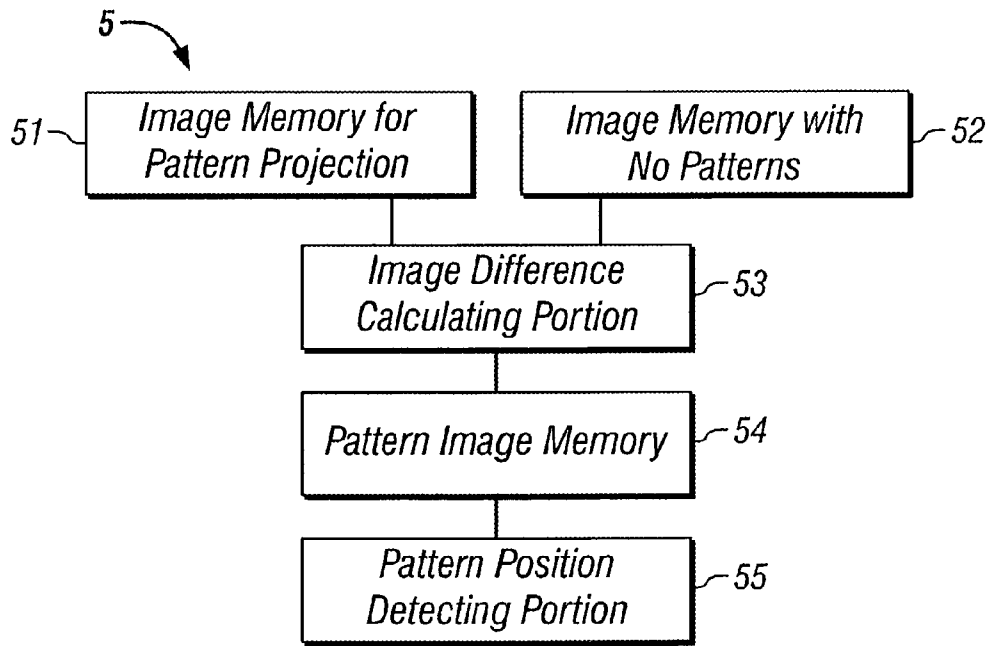 5
51
Image Memory for
Pattern Projection
Image Memory with
No Patterns
52
Image Difference
Calculating Portion
53
Pattern Image Memory
54
Pattern Position
Detecting Portion
55